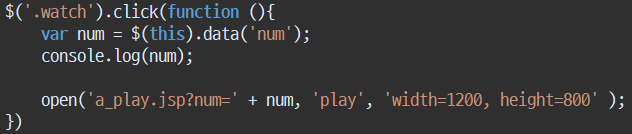 $('.watch').click(function (){
    var num = $(this).data('num');
    console.log(num);

    open('a_play.jsp?num=' + num, 'play', 'width=1200, height=800' );
})